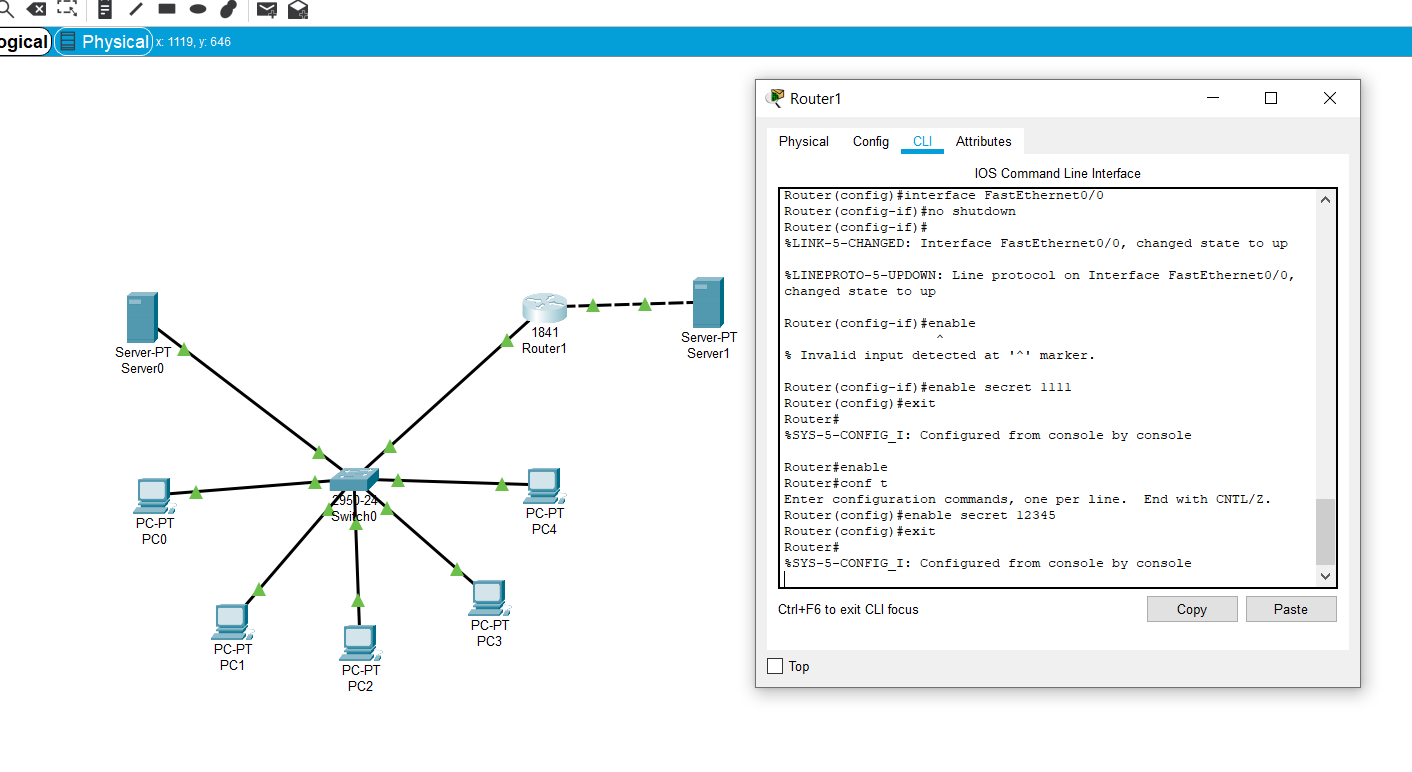 ogical
Physical
x: 1119, y: 646
Router1
Physical
Config
CLI
Attributes
IOS Command Line Interface
Router(config)#interface FastEthernet0/0
Router(config-if)#no shutdown
Router(config-if)#
%LINK-5-CHANGED: Interface FastEthernet0/0, changed state to up
%LINEPROTO-5-UPDOWN: Line protocol on Interface FastEthernet0/0,
changed state to up
Router(config-if)#enable
^
% Invalid input detected at '^' marker.
Router(config-if)#enable secret 1111
Router(config)#exit
Router#
%SYS-5-CONFIG_I: Configured from console by console
Router#enable
Router#conf t
Enter configuration commands, one per line.  End with CNTL/Z.
Router(config)#enable secret 12345
Router(config)#exit
Router#
%SYS-5-CONFIG_I: Configured from console by console
Ctrl+F6 to exit CLI focus
Copy
Paste
Top
Server-PT
Server0
1841
Router1
Server-PT
Server1
2950-24
Switch0
PC-PT
PC0
PC-PT
PC4
PC-PT
PC1
PC-PT
PC2
PC-PT
PC3